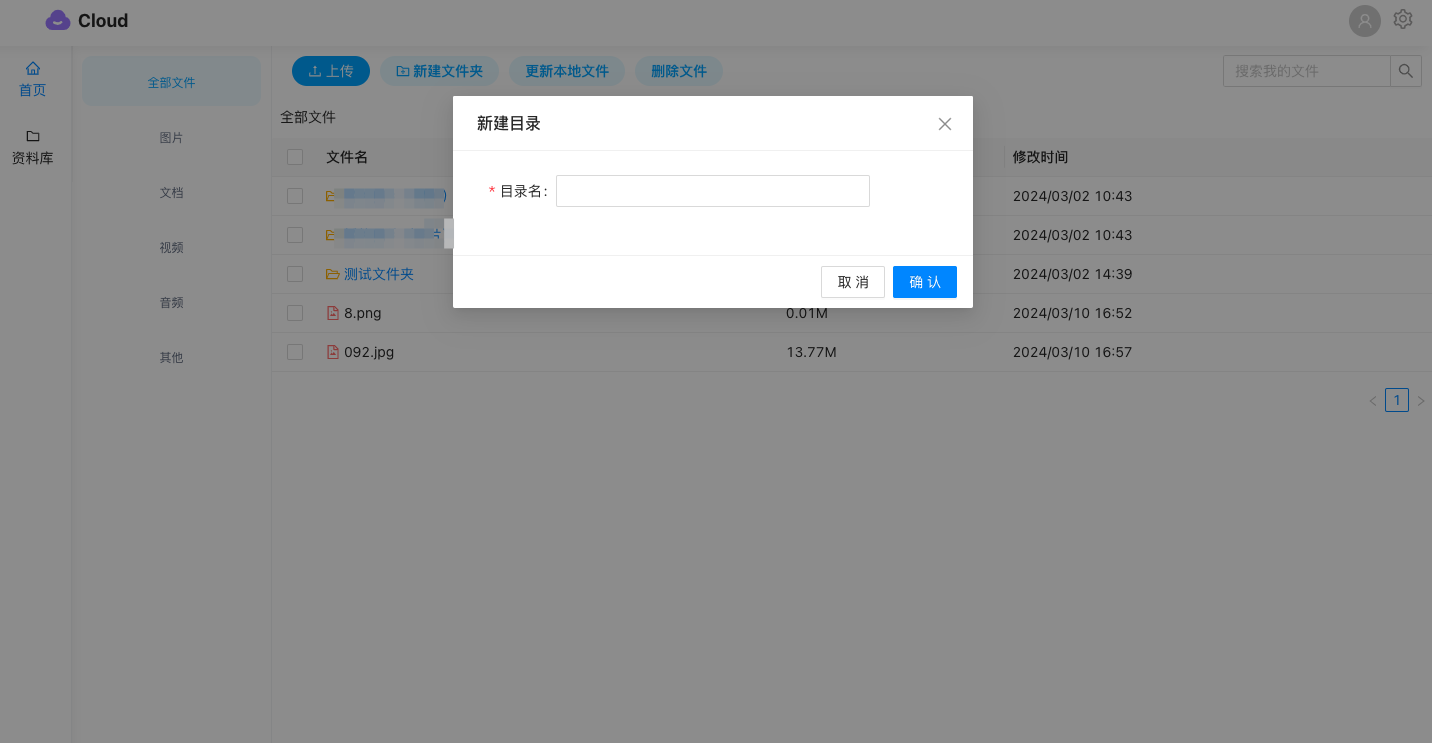 Cloud
首页
资料库
全部文件
图片
文档
视频
音频
其他
上传 新建文件夹 更新本地文件 删除文件 搜索我的文件
全部文件
文件名 修改时间
2024/03/02 10:43
2024/03/02 10:43
测试文件夹 2024/03/02 14:39
8.png 0.01M 2024/03/10 16:52
092.jpg 13.77M 2024/03/10 16:57
< 1 >
新建目录
* 目录名:
取 消 确 认